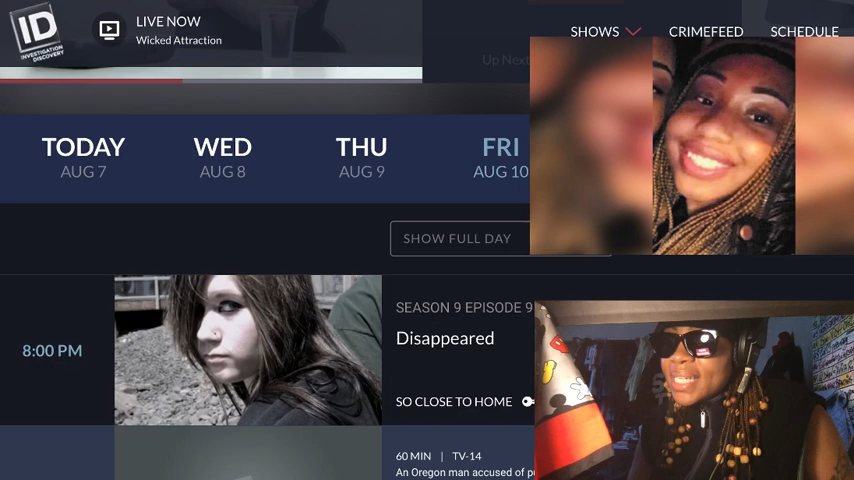 ID
INVESTIGATION
DISCOVERY
LIVE NOW
Wicked Attraction
SHOWS
CRIMEFEED
SCHEDULE
Up Next
TODAY
WED
THU
FRI
AUG 7
AUG 8
AUG 9
AUG 10
SHOW FULL DAY
8:00 PM
SEASON 9 EPISODE 9
Disappeared
SO CLOSE TO HOME
60 MIN | TV-14
An Oregon man accused of